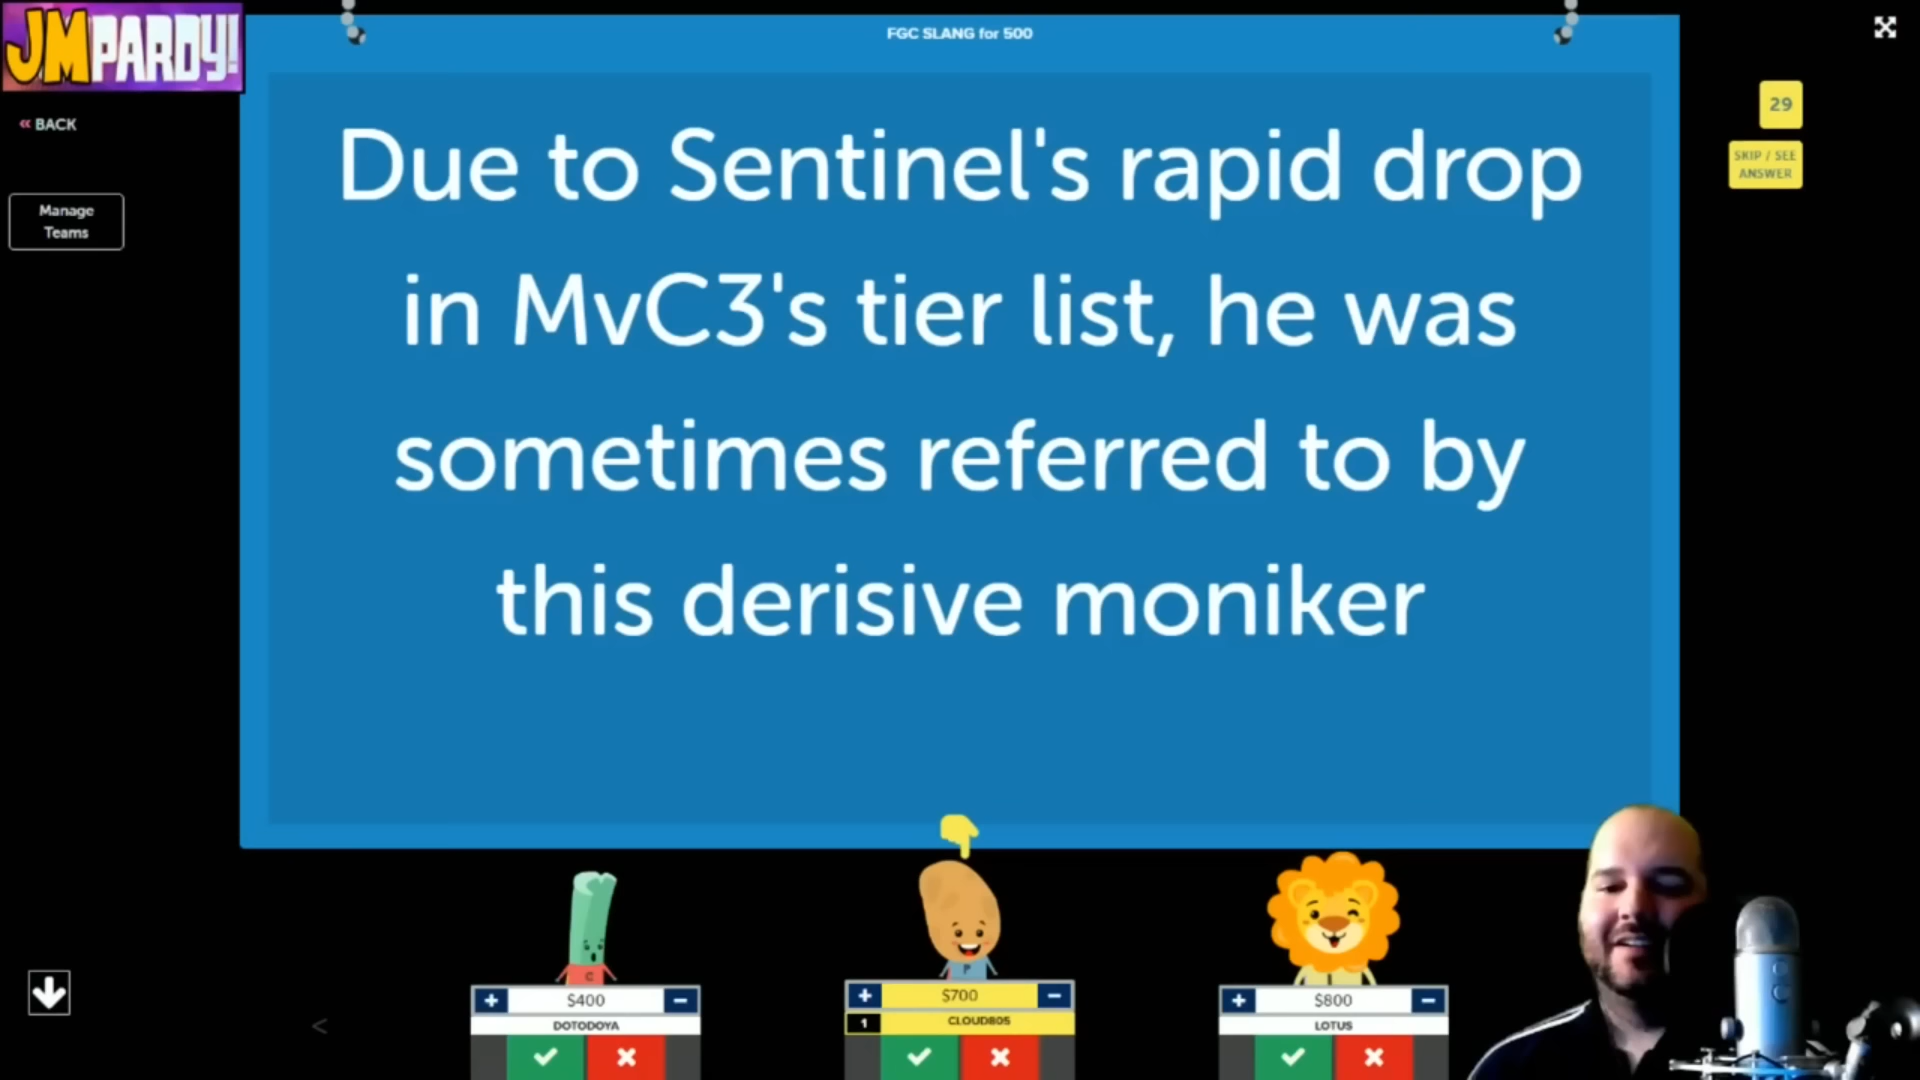 JMPARDY!
FGC SLANG for 500
« BACK
29
SKIP / SEE
ANSWER
Manage
Teams
Due to Sentinel's rapid drop
in MvC3's tier list, he was
sometimes referred to by
this derisive moniker
C
P
+ $400 −
DOTODOYA
+ $700 −
1 CLOUD805
+ $800 −
LOTUS
<